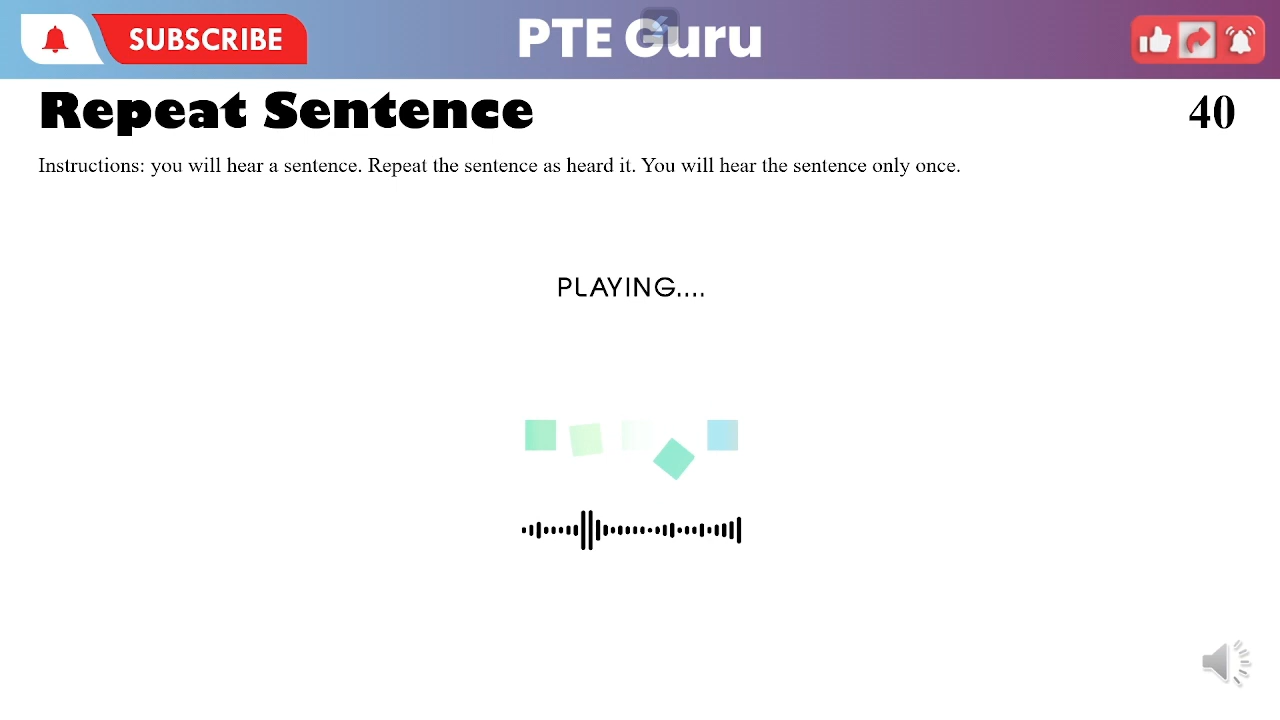 SUBSCRIBE
PTE Guru
Repeat Sentence
40
Instructions: you will hear a sentence. Repeat the sentence as heard it. You will hear the sentence only once.
PLAYING....